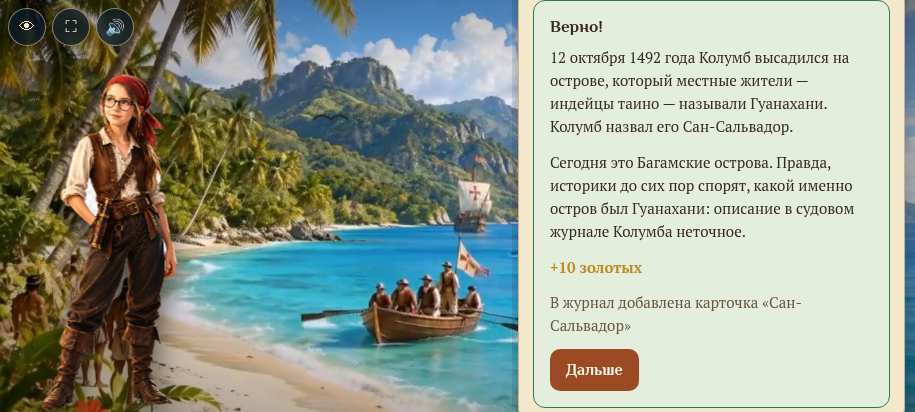 Верно!
12 октября 1492 года Колумб высадился на
острове, который местные жители —
индейцы таино — называли Гуанахани.
Колумб назвал его Сан-Сальвадор.
Сегодня это Багамские острова. Правда,
историки до сих пор спорят, какой именно
остров был Гуанахани: описание в судовом
журнале Колумба неточное.
+10 золотых
В журнал добавлена карточка «Сан-
Сальвадор»
Дальше